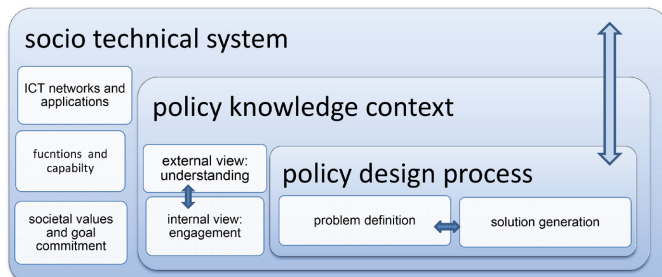 socio technical system
ICT networks and
applications
fucntions and
capabilty
societal values
and goal
commitment
policy knowledge context
external view:
understanding
internal view:
engagement
policy design process
problem definition
solution generation